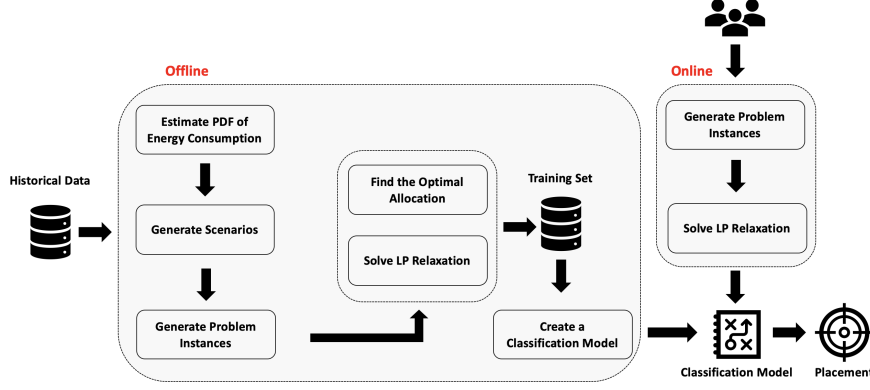 Offline
Online
Estimate PDF of
Energy Consumption
Generate Problem
Instances
Historical Data
Find the Optimal
Allocation
Training Set
Generate Scenarios
Solve LP Relaxation
Solve LP Relaxation
Generate Problem
Instances
Create a
Classification Model
Classification Model
Placement